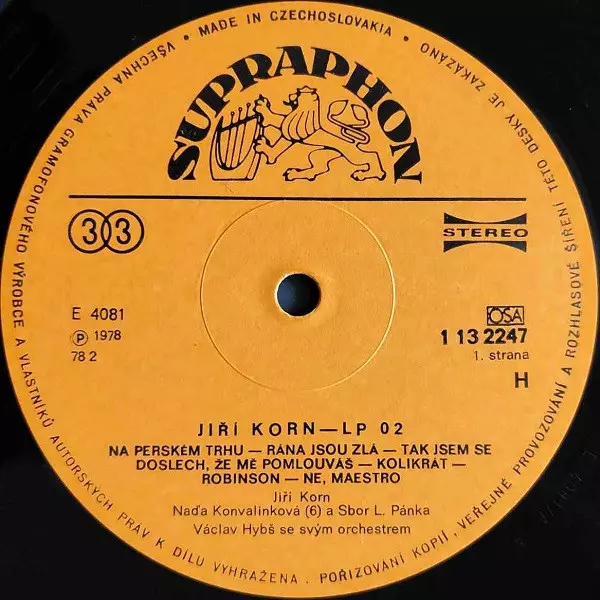 • MADE IN CZECHOSLOVAKIA •
VŠECHNA PRÁVA GRAMOFONOVÉHO VÝROBCE A VLASTNÍKŮ AUTORSKÝCH PRÁV K DÍLU VYHRAŽENA. POŘIZOVÁNÍ KOPIÍ, VEŘEJNÉ PROVOZOVÁNÍ A ROZHLASOVÉ ŠÍŘENÍ TÉTO DESKY JE ZAKÁZÁNO
SUPRAPHON
33
STEREO
E 4081
Ⓟ 1978
78 2
OSA
1 13 2247
1. strana
H
JIŘÍ KORN — LP 02
NA PERSKÉM TRHU — RÁNA JSOU ZLÁ — TAK JSEM SE
DOSLECH, ŽE MĚ POMLOUVÁŠ — KOLIKRÁT —
ROBINSON — NE, MAESTRO
Jiří Korn
Naďa Konvalinková (6) a Sbor L. Pánka
Václav Hybš se svým orchestrem